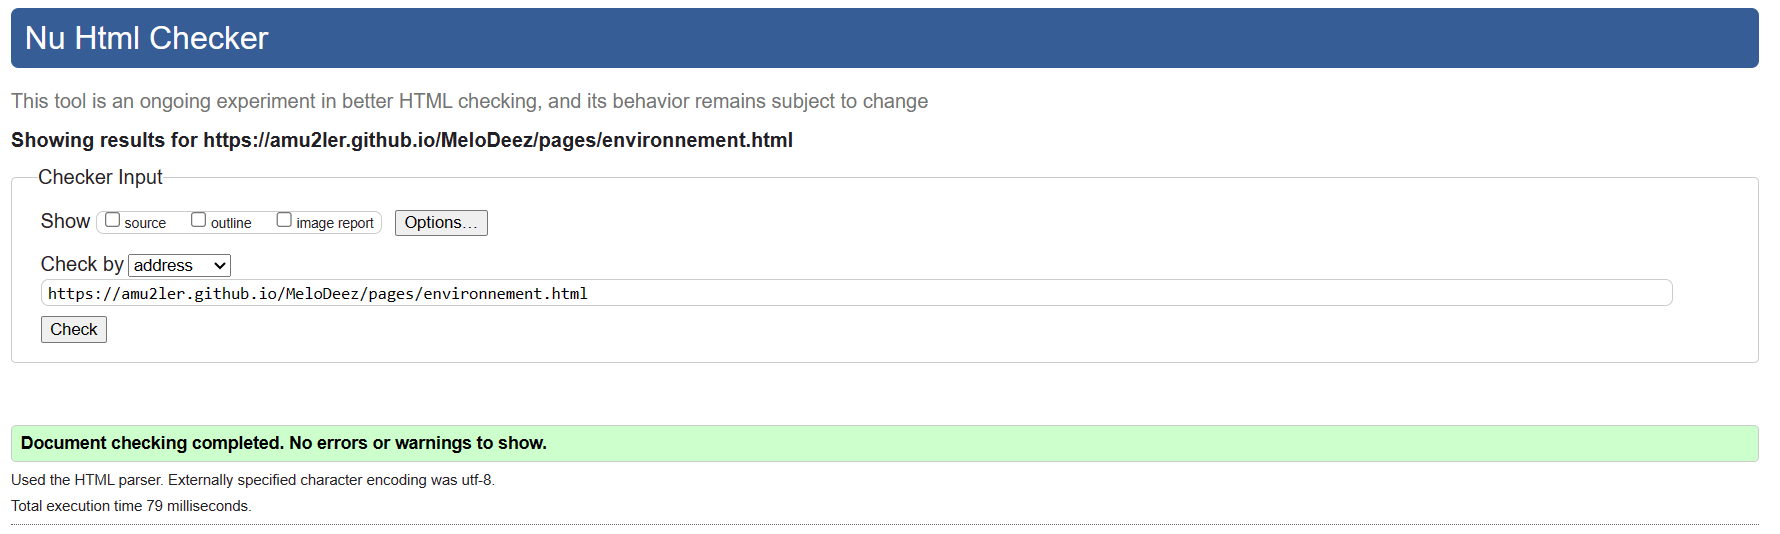 Nu Html Checker
This tool is an ongoing experiment in better HTML checking, and its behavior remains subject to change
Showing results for https://amu2ler.github.io/MeloDeez/pages/environnement.html
Checker Input
Show source outline image report Options...
Check by address
https://amu2ler.github.io/MeloDeez/pages/environnement.html
Check
Document checking completed. No errors or warnings to show.
Used the HTML parser. Externally specified character encoding was utf-8.
Total execution time 79 milliseconds.